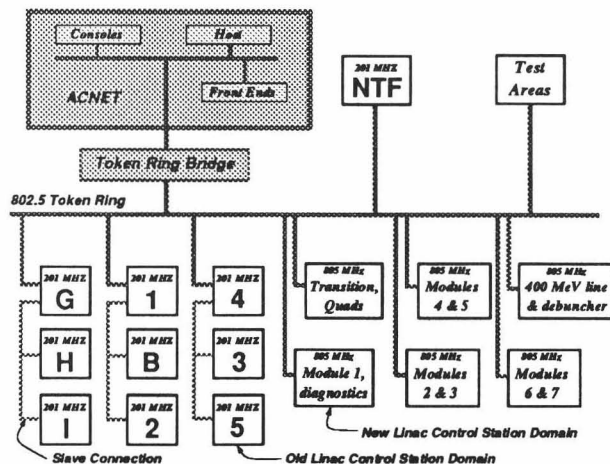 Consoles
Host
ACNET
Front Ends
201 MHZ
NTF
Test
Areas
Token Ring Bridge
802.5 Token Ring
201 MHZ
G
201 MHZ
1
201 MHZ
4
805 MHz
Transition,
Quads
805 MHz
Modules
4 & 5
805 MHz
400 MeV line
& debuncher
201 MHZ
H
201 MHZ
B
201 MHZ
3
805 MHz
Module 1,
diagnostics
805 MHz
Modules
2 & 3
805 MHz
Modules
6 & 7
201 MHZ
I
201 MHZ
2
201 MHZ
5
New Linac Control Station Domain
Slave Connection
Old Linac Control Station Domain